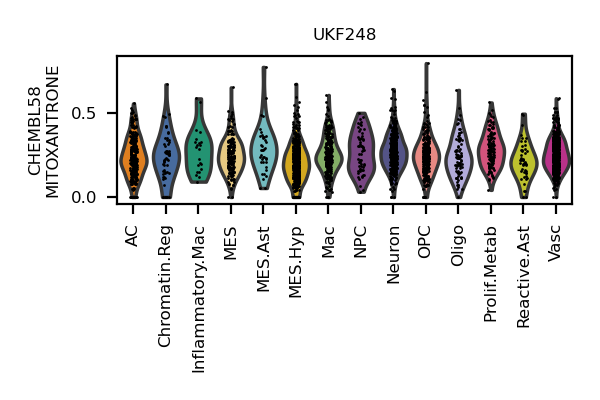 UKF248
CHEMBL58
MITOXANTRONE
0.5
0.0
AC
Chromatin.Reg
Inflammatory.Mac
MES
MES.Ast
MES.Hyp
Mac
NPC
Neuron
OPC
Oligo
Prolif.Metab
Reactive.Ast
Vasc